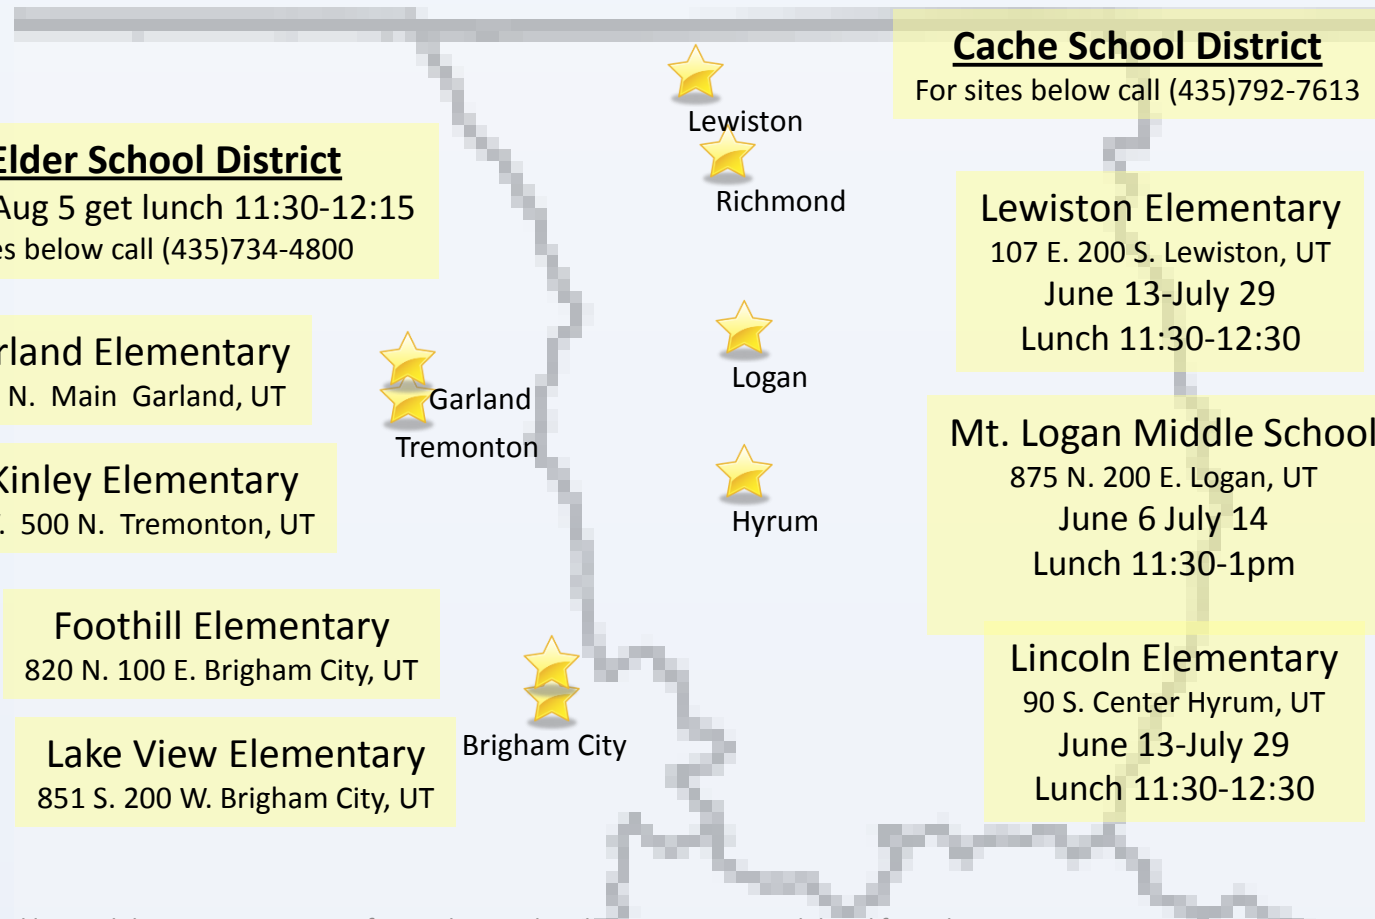 Elder School District
Aug 5 get lunch 11:30-12:15
below call (435)734-4800
Elementary
N. Main Garland, UT
Kinley Elementary
500 N. Tremonton, UT
Foothill Elementary
820 N. 100 E. Brigham City, UT
Lake View Elementary
851 S. 200 W. Brigham City, UT
Lewiston
Richmond
Garland
Tremonton
Logan
Hyrum
Brigham City
Cache School District
For sites below call (435)792-7613
Lewiston Elementary
107 E. 200 S. Lewiston, UT
June 13-July 29
Lunch 11:30-12:30
Mt. Logan Middle School
875 N. 200 E. Logan, UT
June 6 July 14
Lunch 11:30-1pm
Lincoln Elementary
90 S. Center Hyrum, UT
June 13-July 29
Lunch 11:30-12:30